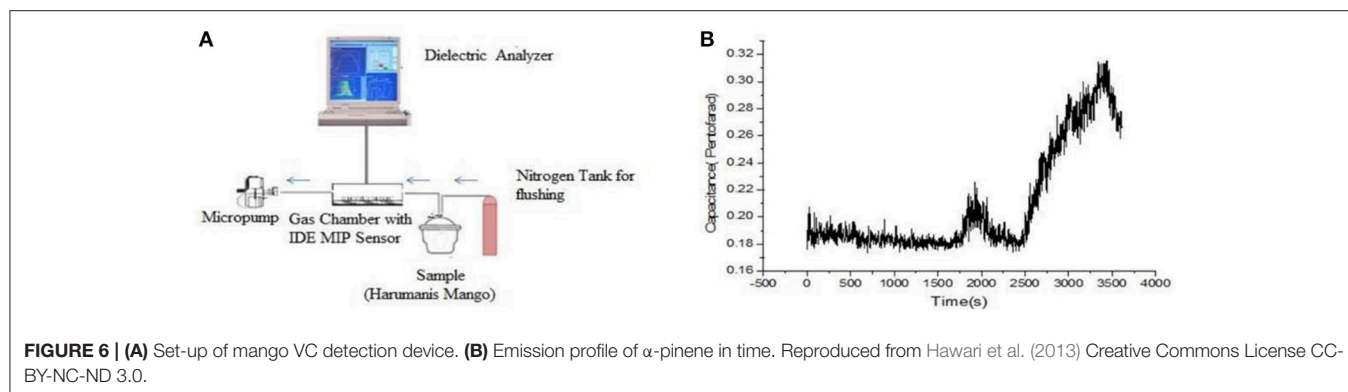 A
Dielectric Analyzer
Nitrogen Tank for
flushing
Micropump
Gas Chamber with
IDE MIP Sensor
Sample
(Harumanis Mango)
B
Capacitance( Pentofarad)
0.32
0.30
0.28
0.26
0.24
0.22
0.20
0.18
0.16
-500 0 500 1000 1500 2000 2500 3000 3500 4000
Time(s)
FIGURE 6 | (A) Set-up of mango VC detection device. (B) Emission profile of α-pinene in time. Reproduced from Hawari et al. (2013) Creative Commons License CC-
BY-NC-ND 3.0.